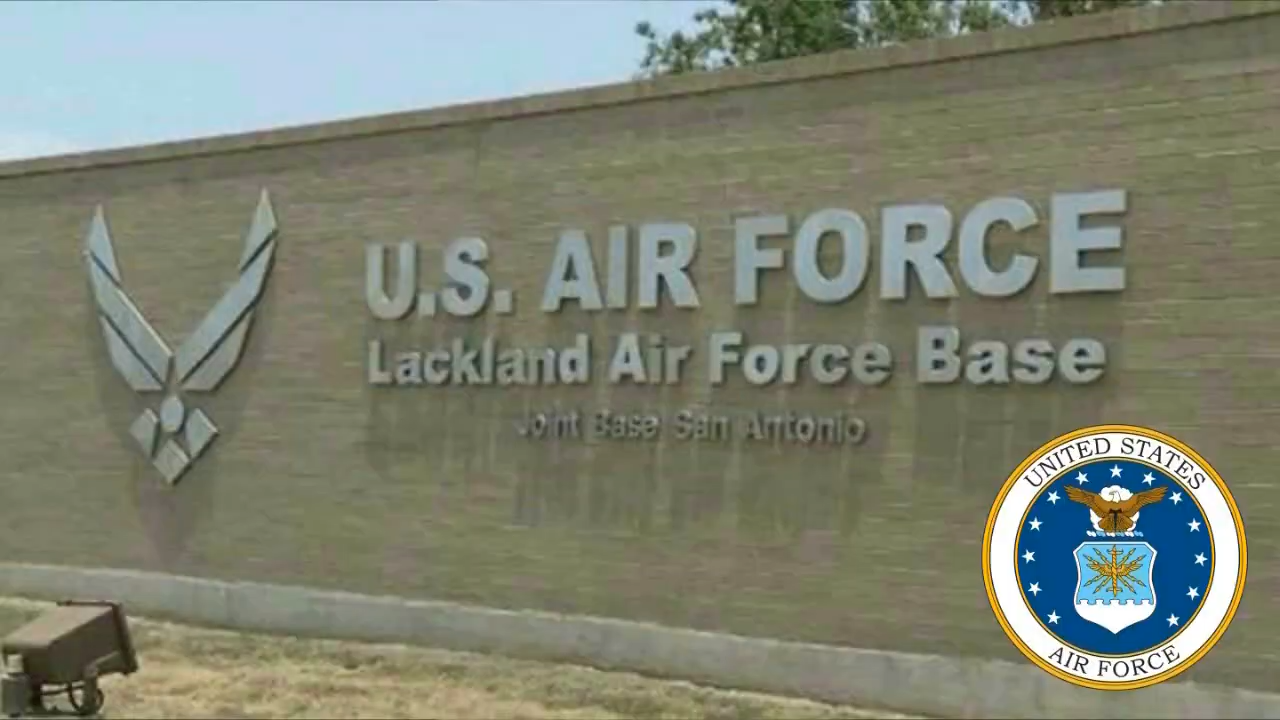 U.S. AIR FORCE
Lackland Air Force Base
Joint Base San Antonio
UNITED STATES
AIR FORCE